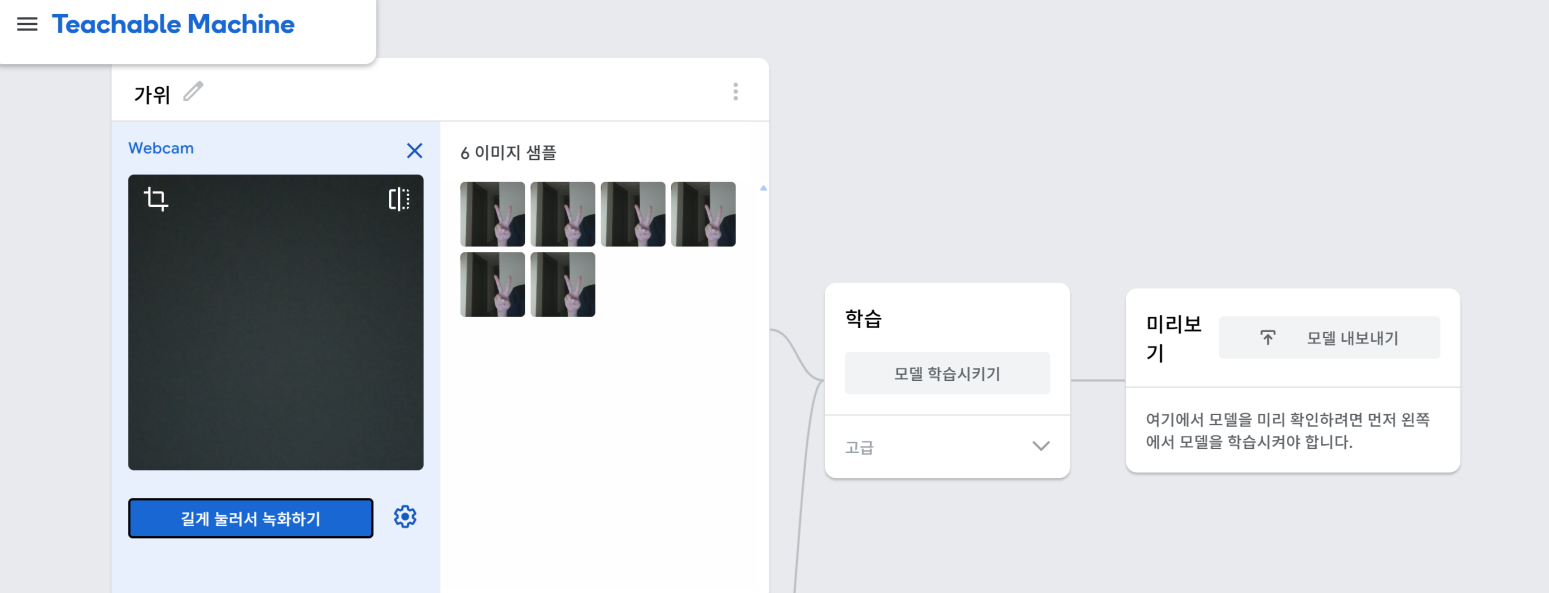 Teachable Machine
가위
Webcam
6 이미지 샘플
길게 눌러서 녹화하기
학습
모델 학습시키기
고급
미리보
기
모델 내보내기
여기에서 모델을 미리 확인하려면 먼저 왼쪽
에서 모델을 학습시켜야 합니다.